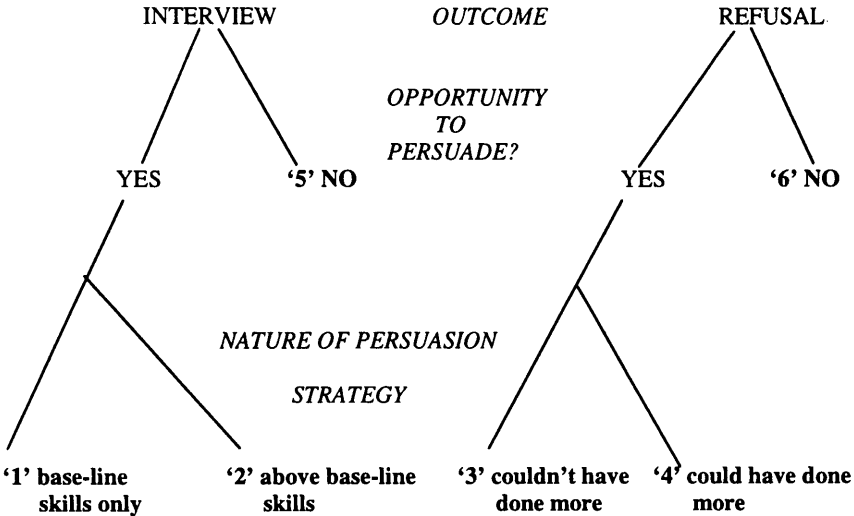 INTERVIEW OUTCOME REFUSAL
OPPORTUNITY
TO
PERSUADE?
YES ‘5’ NO YES ‘6’ NO
NATURE OF PERSUASION
STRATEGY
‘1’ base-line ‘2’ above base-line ‘3’ couldn’t have ‘4’ could have done
skills only skills done more more